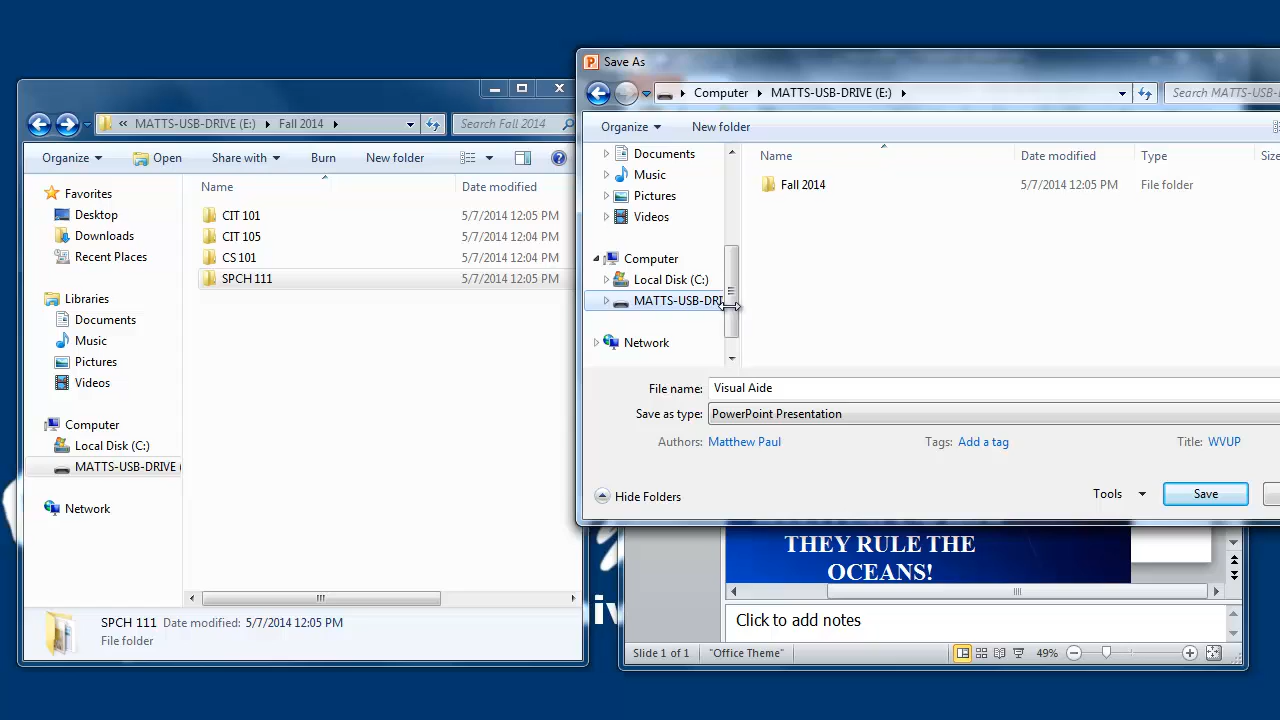 Save As
Computer MATTS-USB-DRIVE (E:)
Search MATTS-USB-D
Organize New folder
Documents
Music
Pictures
Videos
Computer
Local Disk (C:)
MATTS-USB-DRI
Network
Name Date modified Type Size
Fall 2014 5/7/2014 12:05 PM File folder
File name: Visual Aide
Save as type: PowerPoint Presentation
Authors: Matthew Paul Tags: Add a tag Title: WVUP
Hide Folders Tools Save
MATTS-USB-DRIVE (E:) Fall 2014 Search Fall 2014
Organize Open Share with Burn New folder
Favorites
Desktop
Downloads
Recent Places
Libraries
Documents
Music
Pictures
Videos
Computer
Local Disk (C:)
MATTS-USB-DRIVE (
Network
Name Date modified
CIT 101 5/7/2014 12:05 PM
CIT 105 5/7/2014 12:04 PM
CS 101 5/7/2014 12:04 PM
SPCH 111 5/7/2014 12:05 PM
SPCH 111 Date modified: 5/7/2014 12:05 PM
File folder
THEY RULE THE
OCEANS!
Click to add notes
Slide 1 of 1 "Office Theme" 49%